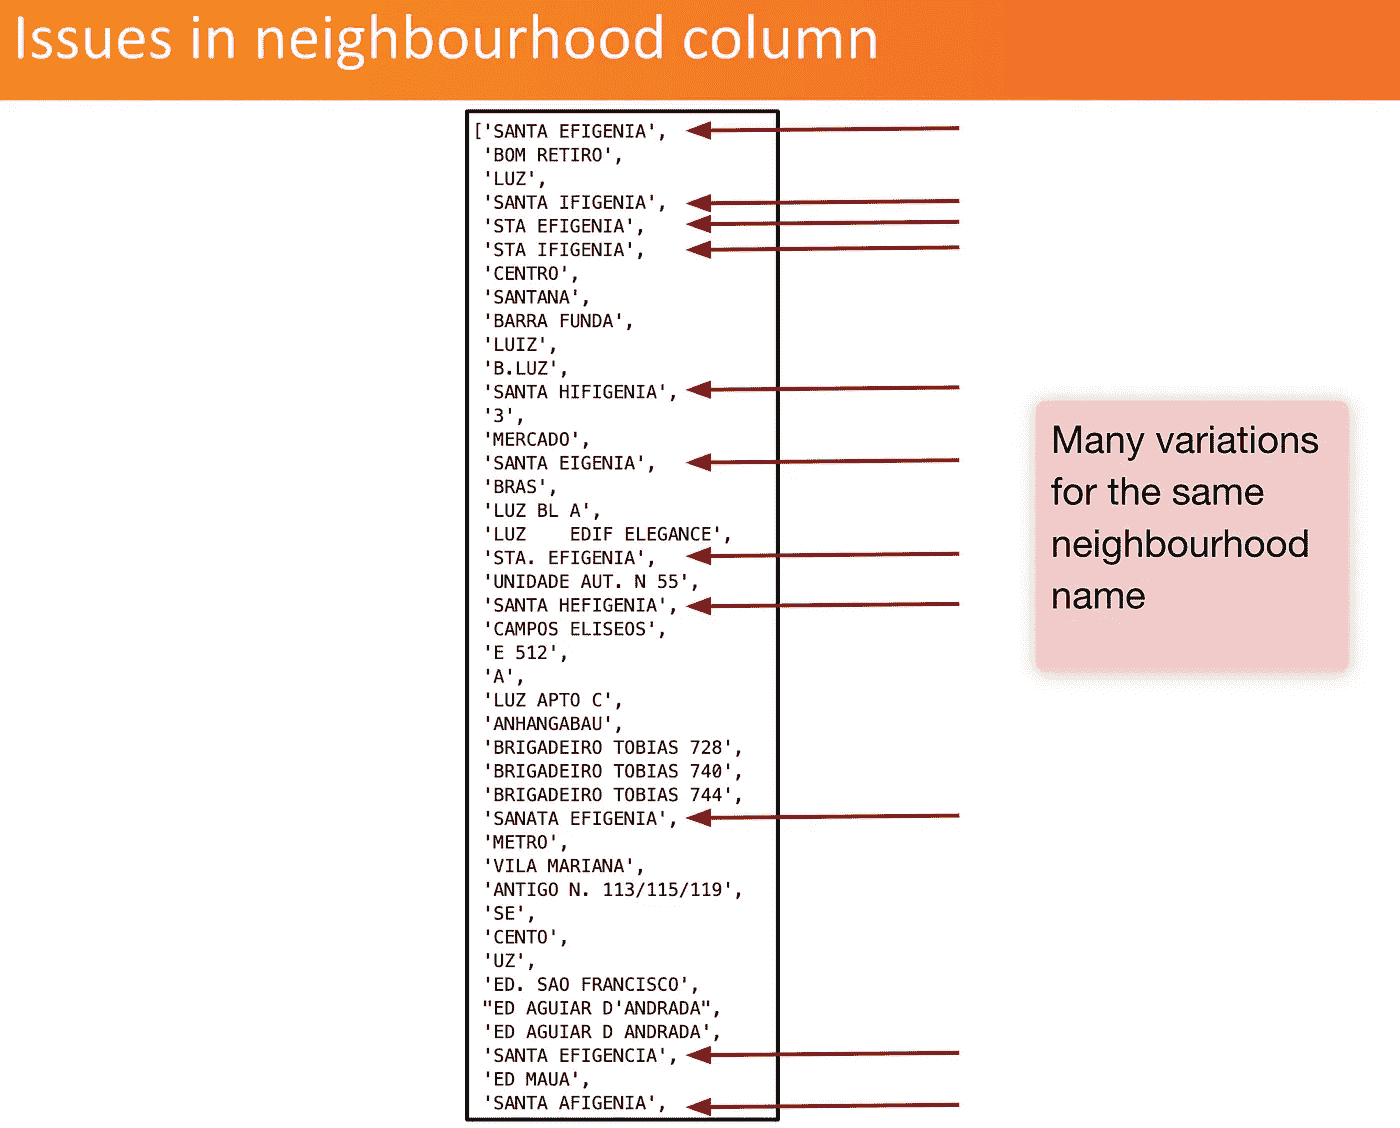 Issues in neighbourhood column
['SANTA EFIGENIA',
'BOM RETIRO',
'LUZ',
'SANTA IFIGENIA',
'STA EFIGENIA',
'STA IFIGENIA',
'CENTRO',
'SANTANA',
'BARRA FUNDA',
'LUIZ',
'B.LUZ',
'SANTA HIFIGENIA',
'3',
'MERCADO',
'SANTA EIGENIA',
'BRAS',
'LUZ BL A',
'LUZ    EDIF ELEGANCE',
'STA. EFIGENIA',
'UNIDADE AUT. N 55',
'SANTA HEFIGENIA',
'CAMPOS ELISEOS',
'E 512',
'A',
'LUZ APTO C',
'ANHANGABAU',
'BRIGADEIRO TOBIAS 728',
'BRIGADEIRO TOBIAS 740',
'BRIGADEIRO TOBIAS 744',
'SANATA EFIGENIA',
'METRO',
'VILA MARIANA',
'ANTIGO N. 113/115/119',
'SE',
'CENTO',
'UZ',
'ED. SAO FRANCISCO',
"ED AGUIAR D'ANDRADA",
'ED AGUIAR D ANDRADA',
'SANTA EFIGENCIA',
'ED MAUA',
'SANTA AFIGENIA',
Many variations
for the same
neighbourhood
name